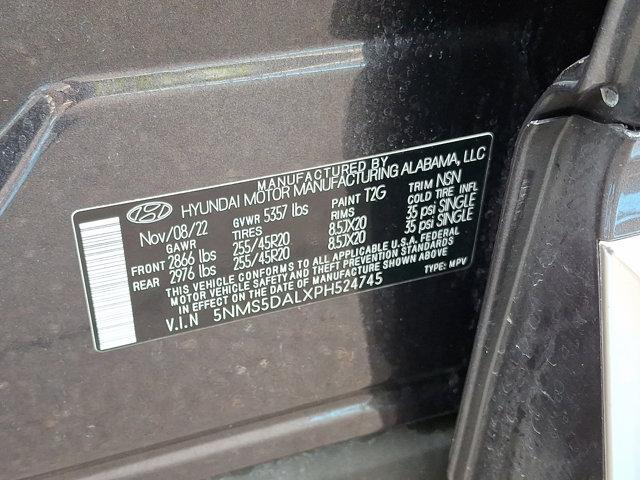 MANUFACTURED BY
HYUNDAI MOTOR MANUFACTURING ALABAMA, LLC
Nov/08/22 GVWR 5357 lbs PAINT T2G TRIM NSN
GAWR TIRES RIMS COLD TIRE INFL
FRONT 2866 lbs 255/45R20 8.5JX20 35 psi SINGLE
REAR 2976 lbs 255/45R20 8.5JX20 35 psi SINGLE
THIS VEHICLE CONFORMS TO ALL APPLICABLE U.S.A. FEDERAL
MOTOR VEHICLE SAFETY AND THEFT PREVENTION STANDARDS
IN EFFECT ON THE DATE OF MANUFACTURE SHOWN ABOVE
V.I.N 5NMS5DALXPH524745 TYPE: MPV